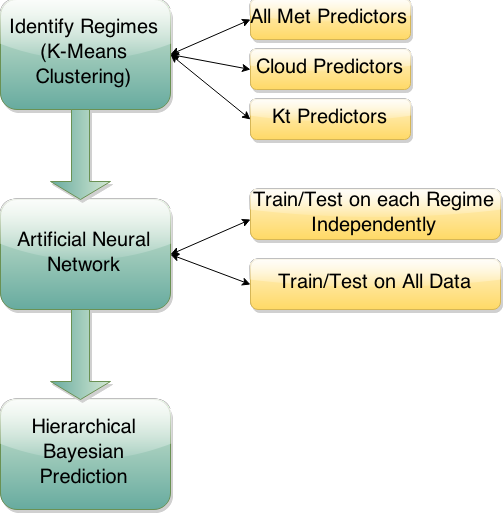 Identify Regimes
(K-Means
Clustering)
All Met Predictors
Cloud Predictors
Kt Predictors
Artificial Neural
Network
Train/Test on each Regime
Independently
Train/Test on All Data
Hierarchical
Bayesian
Prediction